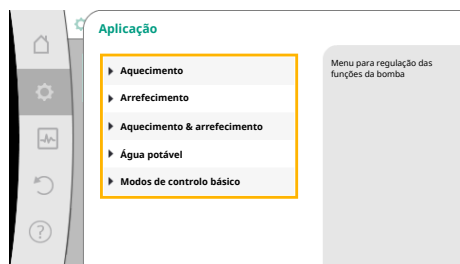 Aplicação
Aquecimento
Arrefecimento
Aquecimento & arrefecimento
Água potável
Modos de controlo básico
Menu para regulação das
funções da bomba
?